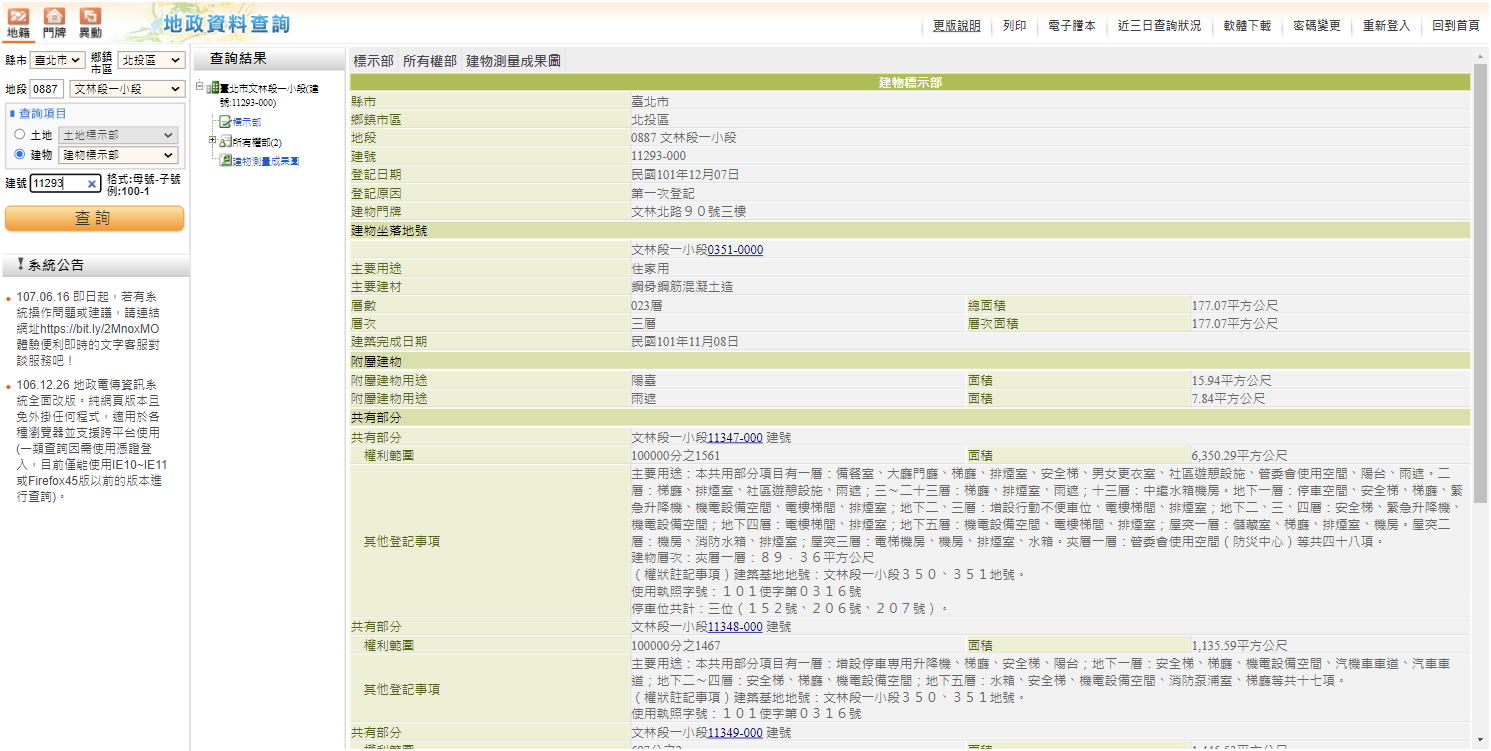 地籍 門牌 異動 地政資料查詢
更版說明 列印 電子謄本 近三日查詢狀況 軟體下載 密碼變更 重新登入 回到首頁
縣市 臺北市 鄉鎮市區 北投區
地段 0887 文林段一小段
查詢項目
土地 土地標示部
建物 建物標示部
建號 11293 格式:母號-子號
例:100-1
查詢
系統公告
107.06.16 即日起，若有系
統操作問題或建議，請連結
網址https://bit.ly/2MnoxMO
體驗便利即時的文字客服對
談服務吧！
106.12.26 地政電傳資訊系
統全面改版。純網頁版本且
免外掛任何程式，適用於各
種瀏覽器並支援跨平台使用
(一類查詢因需使用憑證登
入，目前僅能使用IE10~IE11
或Firefox45版以前的版本進
行查詢)。
查詢結果
臺北市文林段一小段(建
號:11293-000)
標示部
所有權部(2)
建物測量成果圖
標示部 所有權部 建物測量成果圖
建物標示部
縣市 臺北市
鄉鎮市區 北投區
地段 0887 文林段一小段
建號 11293-000
登記日期 民國101年12月07日
登記原因 第一次登記
建物門牌 文林北路９０號三樓
建物坐落地號
文林段一小段0351-0000
主要用途 住家用
主要建材 鋼骨鋼筋混凝土造
層數 023層 總面積 177.07平方公尺
層次 三層 層次面積 177.07平方公尺
建築完成日期 民國101年11月08日
附屬建物
附屬建物用途 陽臺 面積 15.94平方公尺
附屬建物用途 雨遮 面積 7.84平方公尺
共有部分
共有部分 文林段一小段11347-000 建號
權利範圍 100000分之1561 面積 6,350.29平方公尺
其他登記事項
主要用途：本共用部分項目有一層：備餐室、大廳門廳、梯廳、排煙室、安全梯、男女更衣室、社區遊憩設施、管委會使用空間、陽台、雨遮。二
層：梯廳、排煙室、社區遊憩設施、雨遮；三～二十三層：梯廳、排煙室、雨遮；十三層：中繼水箱機房。地下一層：停車空間、安全梯、梯廳、緊
急升降機、機電設備空間、電樓梯間、排煙室；地下二、三層：增設行動不便車位、電樓梯間、排煙室；地下二、三、四層：安全梯、緊急升降機、
機電設備空間；地下四層：電樓梯間、排煙室；地下五層：機電設備空間、電樓梯間、排煙室；屋突一層：儲藏室、梯廳、排煙室、機房。屋突二
層：機房、消防水箱、排煙室；屋突三層：電梯機房、機房、排煙室、水箱。夾層一層：管委會使用空間（防災中心）等共四十八項。
建物層次：夾層一層：８９．３６平方公尺
（權狀註記事項）建築基地地號：文林段一小段３５０、３５１地號。
使用執照字號：１０１使字第０３１６號
停車位共計：三位（１５２號、２０６號、２０７號）。
共有部分 文林段一小段11348-000 建號
權利範圍 100000分之1467 面積 1,135.59平方公尺
其他登記事項
主要用途：本共用部分項目有一層：增設停車專用升降機、梯廳、安全梯、陽台；地下一層：安全梯、梯廳、機電設備空間、汽機車車道、汽車車
道；地下二～四層：安全梯、梯廳、機電設備空間；地下五層：水箱、安全梯、機電設備空間、消防泵浦室、梯廳等共十七項。
（權狀註記事項）建築基地地號：文林段一小段３５０、３５１地號。
使用執照字號：１０１使字第０３１６號
共有部分 文林段一小段11349-000 建號